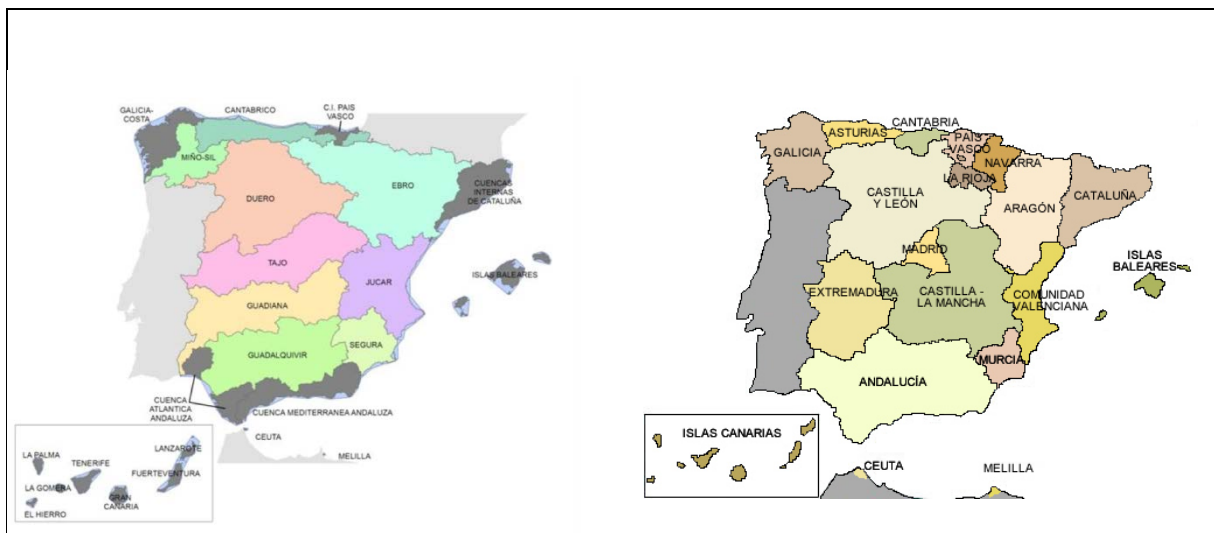 GALICIA-
COSTA
CANTABRICO
C.I. PAIS
VASCO
MIÑO-SIL
DUERO
EBRO
CUENCAS
INTERNAS
DE CATALUÑA
TAJO
JUCAR
ISLAS BALEARES
GUADIANA
GUADALQUIVIR
SEGURA
CUENCA
ATLANTICA
ANDALUZA
CUENCA MEDITERRANEA ANDALUZA
CEUTA
MELILLA
LA PALMA
TENERIFE
LANZAROTE
FUERTEVENTURA
LA GOMERA
GRAN
CANARIA
EL HIERRO
GALICIA
ASTURIAS
CANTABRIA
PAÍS
VASCO
NAVARRA
LA RIOJA
CASTILLA
Y LEÓN
ARAGÓN
CATALUÑA
MADRID
ISLAS
BALEARES
EXTREMADURA
CASTILLA -
LA MANCHA
COMUNIDAD
VALENCIANA
MURCIA
ANDALUCÍA
ISLAS CANARIAS
CEUTA
MELILLA